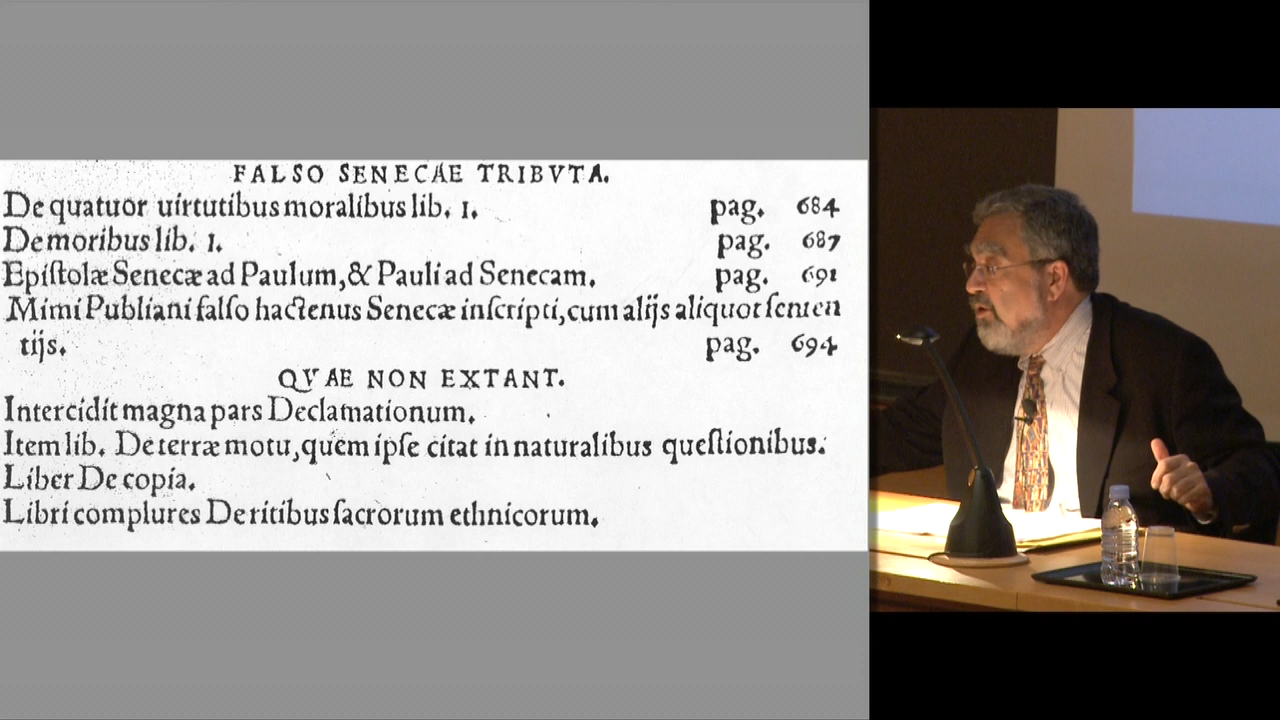 FALSO SENECAE TRIBVTA.
De quatuor uirtutibus moralibus lib. 1. pag. 684
De moribus lib. 1. pag. 687
Epiſtolæ Senecæ ad Paulum, & Pauli ad Senecam. pag. 691
Mimi Publiani falſo hactenus Senecæ inſcripti, cum alijs aliquot ſenten
tijs. pag. 694
QVAE NON EXTANT.
Intercidit magna pars Declamationum.
Item lib. De terræ motu, quem ipſe citat in naturalibus queſtionibus.
Liber De copia.
Libri complures De ritibus ſacrorum ethnicorum.